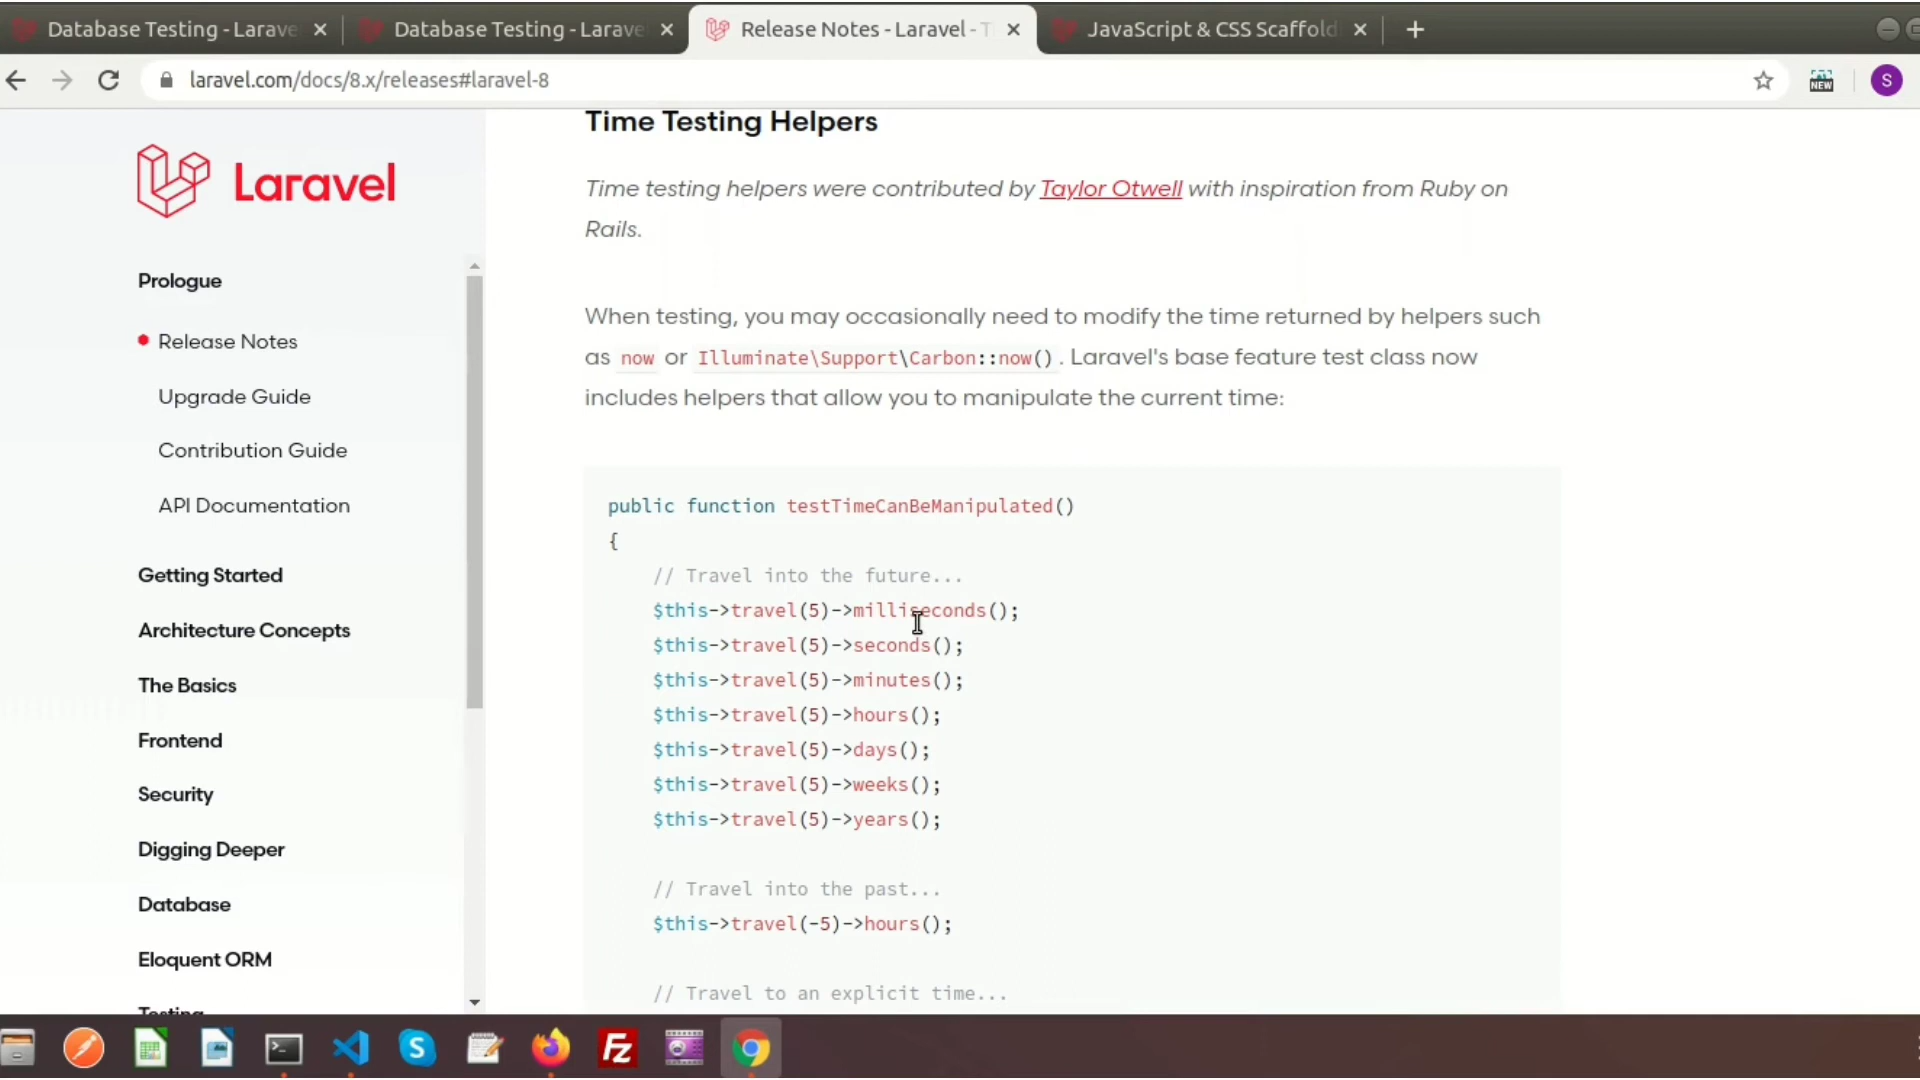 Database Testing - Larave
Database Testing - Larave
Release Notes - Laravel - T
JavaScript & CSS Scaffold
laravel.com/docs/8.x/releases#laravel-8
NEW
S
Laravel
Prologue
Release Notes
Upgrade Guide
Contribution Guide
API Documentation
Getting Started
Architecture Concepts
The Basics
Frontend
Security
Digging Deeper
Database
Eloquent ORM
Testing
Time Testing Helpers
Time testing helpers were contributed by Taylor Otwell with inspiration from Ruby on
Rails.
When testing, you may occasionally need to modify the time returned by helpers such
as now or Illuminate\Support\Carbon::now(). Laravel's base feature test class now
includes helpers that allow you to manipulate the current time:
public function testTimeCanBeManipulated()
{
// Travel into the future...
$this->travel(5)->milliseconds();
$this->travel(5)->seconds();
$this->travel(5)->minutes();
$this->travel(5)->hours();
$this->travel(5)->days();
$this->travel(5)->weeks();
$this->travel(5)->years();
// Travel into the past...
$this->travel(-5)->hours();
// Travel to an explicit time...